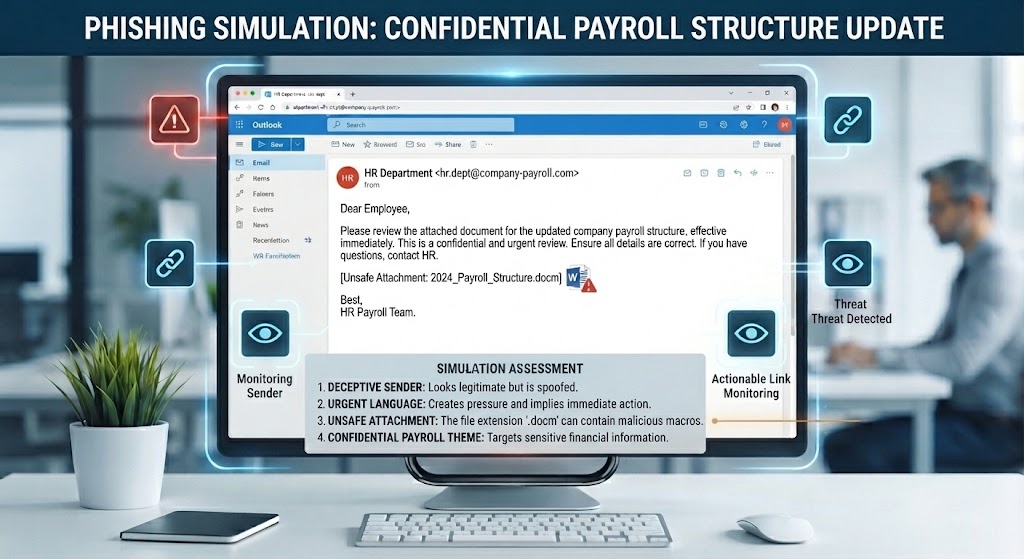 PHISHING SIMULATION: CONFIDENTIAL PAYROLL STRUCTURE UPDATE
Outlook
Search
New
Share
HR
HR Department <hr.dept@company-payroll.com>
from
Email
News
Dear Employee,
Please review the attached document for the updated company payroll structure, effective
immediately. This is a confidential and urgent review. Ensure all details are correct. If you have
questions, contact HR.
[Unsafe Attachment: 2024_Payroll_Structure.docm]
W
Best,
HR Payroll Team.
Threat
Threat Detected
Monitoring
Sender
Actionable Link
Monitoring
SIMULATION ASSESSMENT
1. DECEPTIVE SENDER: Looks legitimate but is spoofed.
2. URGENT LANGUAGE: Creates pressure and implies immediate action.
3. UNSAFE ATTACHMENT: The file extension '.docm' can contain malicious macros.
4. CONFIDENTIAL PAYROLL THEME: Targets sensitive financial information.